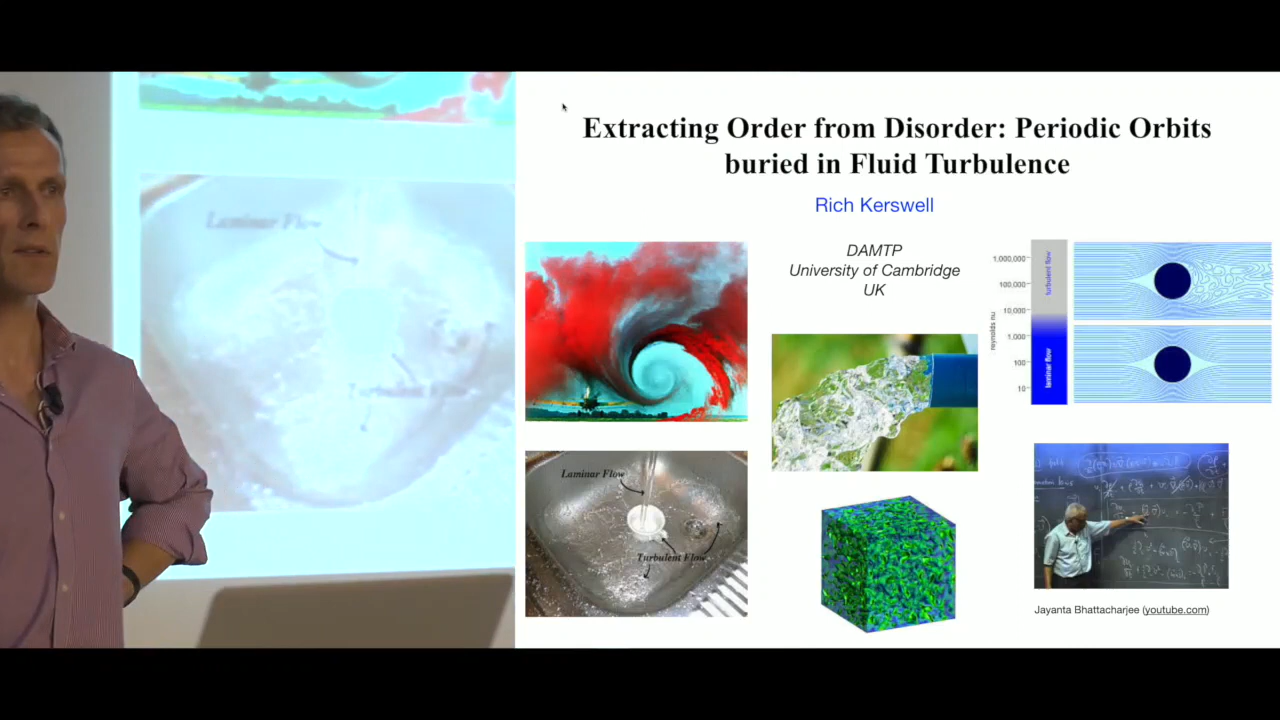 Laminar Flow
Extracting Order from Disorder: Periodic Orbits
buried in Fluid Turbulence
Rich Kerswell
DAMTP
University of Cambridge
UK
1,000,000
100,000
10,000
1,000
100
10
reynolds nu
turbulent flow
laminar flow
Laminar Flow
Turbulent Flow
Jayanta Bhattacharjee (youtube.com)